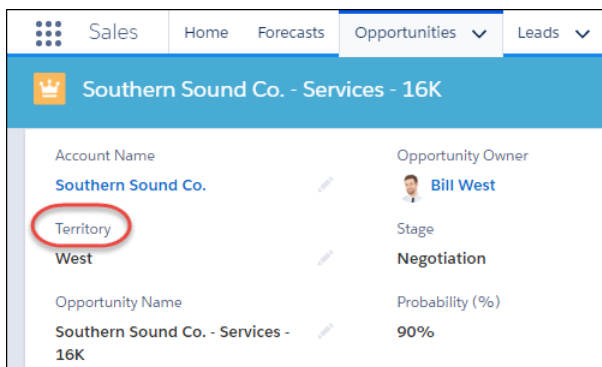 Sales Home Forecasts Opportunities Leads
Southern Sound Co. - Services - 16K
Account Name Opportunity Owner
Southern Sound Co. Bill West
Territory Stage
West Negotiation
Opportunity Name Probability (%)
Southern Sound Co. - Services - 90%
16K